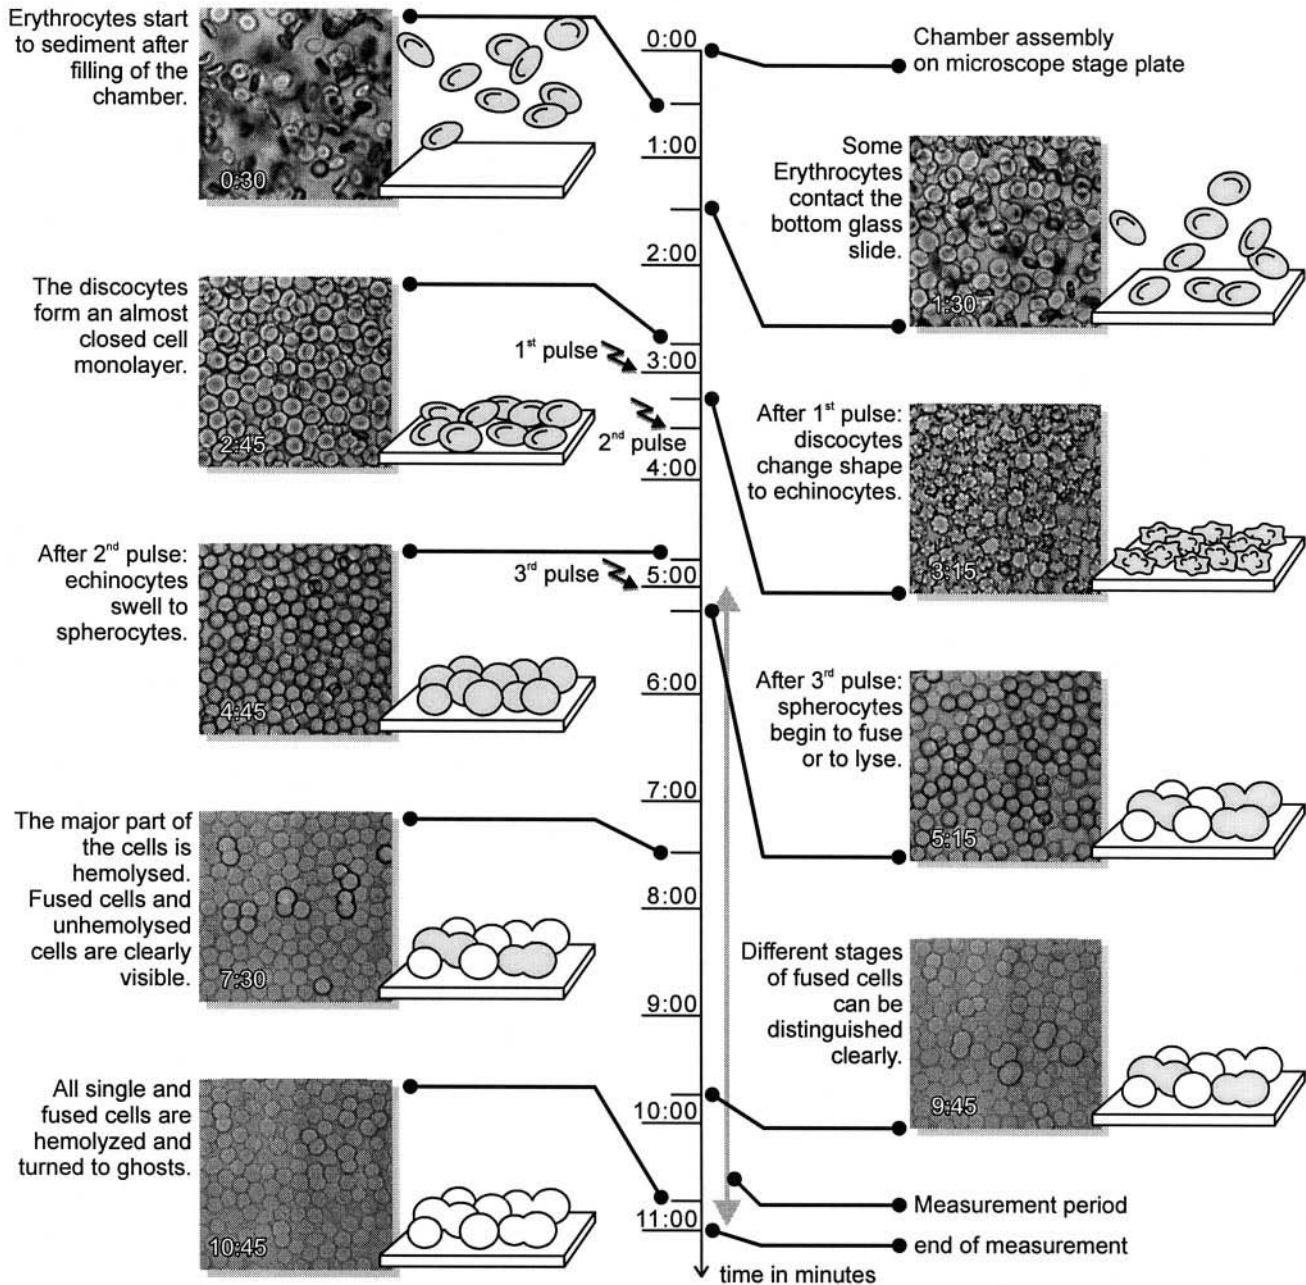 Erythrocytes start
to sediment after
filling of the
chamber.
0:30
0:00
Chamber assembly
on microscope stage plate
1:00
Some
Erythrocytes
contact the
bottom glass
slide.
1:30
2:00
The discocytes
form an almost
closed cell
monolayer.
2:45
1st pulse
3:00
2nd pulse
4:00
After 1st pulse:
discocytes
change shape
to echinocytes.
3:15
After 2nd pulse:
echinocytes
swell to
spherocytes.
4:45
3rd pulse
5:00
6:00
After 3rd pulse:
spherocytes
begin to fuse
or to lyse.
5:15
7:00
The major part of
the cells is
hemolysed.
Fused cells and
unhemolysed
cells are clearly
visible.
7:30
8:00
9:00
Different stages
of fused cells
can be
distinguished
clearly.
9:45
All single and
fused cells are
hemolyzed and
turned to ghosts.
10:45
10:00
11:00
Measurement period
end of measurement
time in minutes